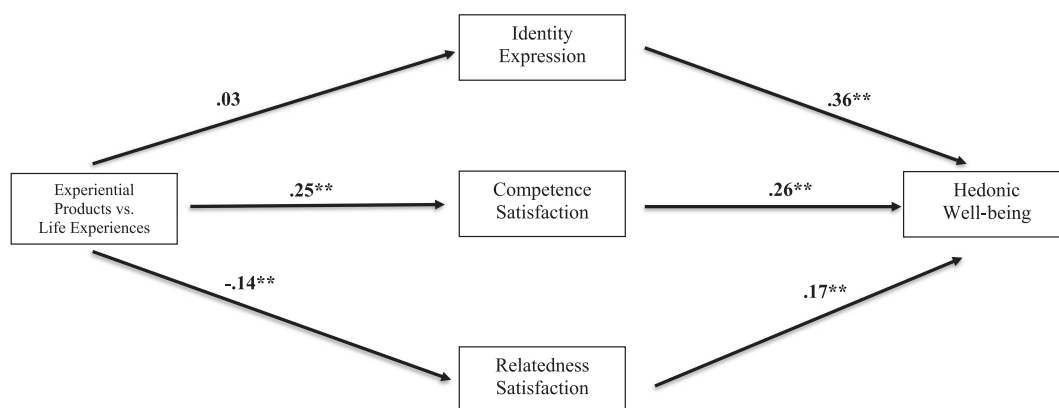 Identity
Expression
.03
.36**
Experiential
Products vs.
Life Experiences
.25**
Competence
Satisfaction
.26**
Hedonic
Well-being
-.14**
.17**
Relatedness
Satisfaction